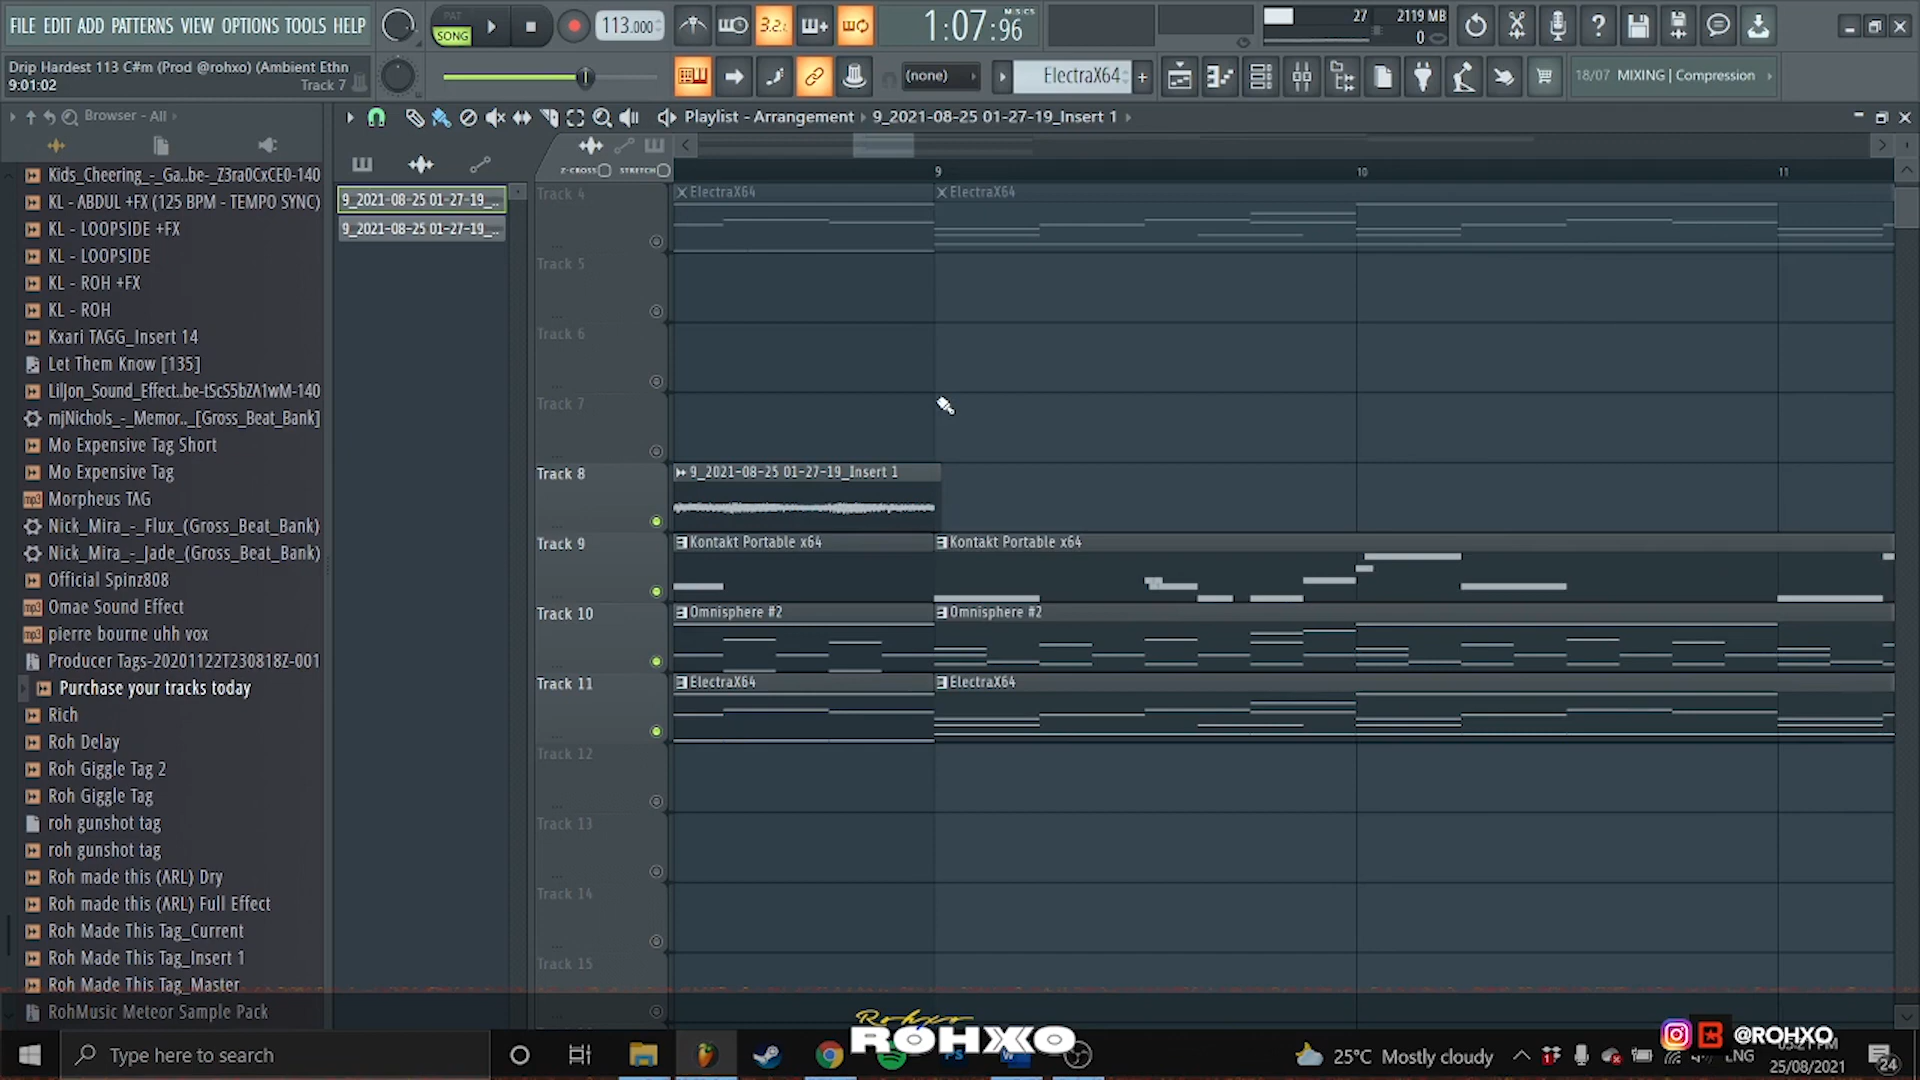 FILE EDIT ADD PATTERNS VIEW OPTIONS TOOLS HELP
PAT
SONG
113.000
3.2.
1:07:96
M:S:CS
27
2119 MB
0
Drip Hardest 113 C#m (Prod @rohxo) (Ambient Ethn
9:01:02
Track 7
(none)
ElectraX64
18/07 MIXING | Compression
Browser - All
Playlist - Arrangement
9_2021-08-25 01-27-19_Insert 1
Z-CROSS
STRETCH
9
10
11
Kids_Cheering_-_Ga..be-_Z3ra0CxCE0-140
KL - ABDUL +FX (125 BPM - TEMPO SYNC)
KL - LOOPSIDE +FX
KL - LOOPSIDE
KL - ROH +FX
KL - ROH
Kxari TAGG_Insert 14
Let Them Know [135]
LilJon_Sound_Effect..be-tScS5bZA1wM-140
mjNichols_-_Memor.._[Gross_Beat_Bank]
Mo Expensive Tag Short
Mo Expensive Tag
Morpheus TAG
Nick_Mira_-_Flux_(Gross_Beat_Bank)
Nick_Mira_-_Jade_(Gross_Beat_Bank)
Official Spinz808
Omae Sound Effect
pierre bourne uhh vox
Producer Tags-20201122T230818Z-001
Purchase your tracks today
Rich
Roh Delay
Roh Giggle Tag 2
Roh Giggle Tag
roh gunshot tag
roh gunshot tag
Roh made this (ARL) Dry
Roh made this (ARL) Full Effect
Roh Made This Tag_Current
Roh Made This Tag_Insert 1
Roh Made This Tag_Master
RohMusic Meteor Sample Pack
9_2021-08-25 01-27-19_..
9_2021-08-25 01-27-19_..
Track 4
ElectraX64
ElectraX64
Track 5
Track 6
Track 7
Track 8
9_2021-08-25 01-27-19_Insert 1
Track 9
Kontakt Portable x64
Kontakt Portable x64
Track 10
Omnisphere #2
Omnisphere #2
Track 11
ElectraX64
ElectraX64
Track 12
Track 13
Track 14
Track 15
Type here to search
Rohxo
ROHXO
25°C Mostly cloudy
ENG
@ROHXO
25/08/2021
24